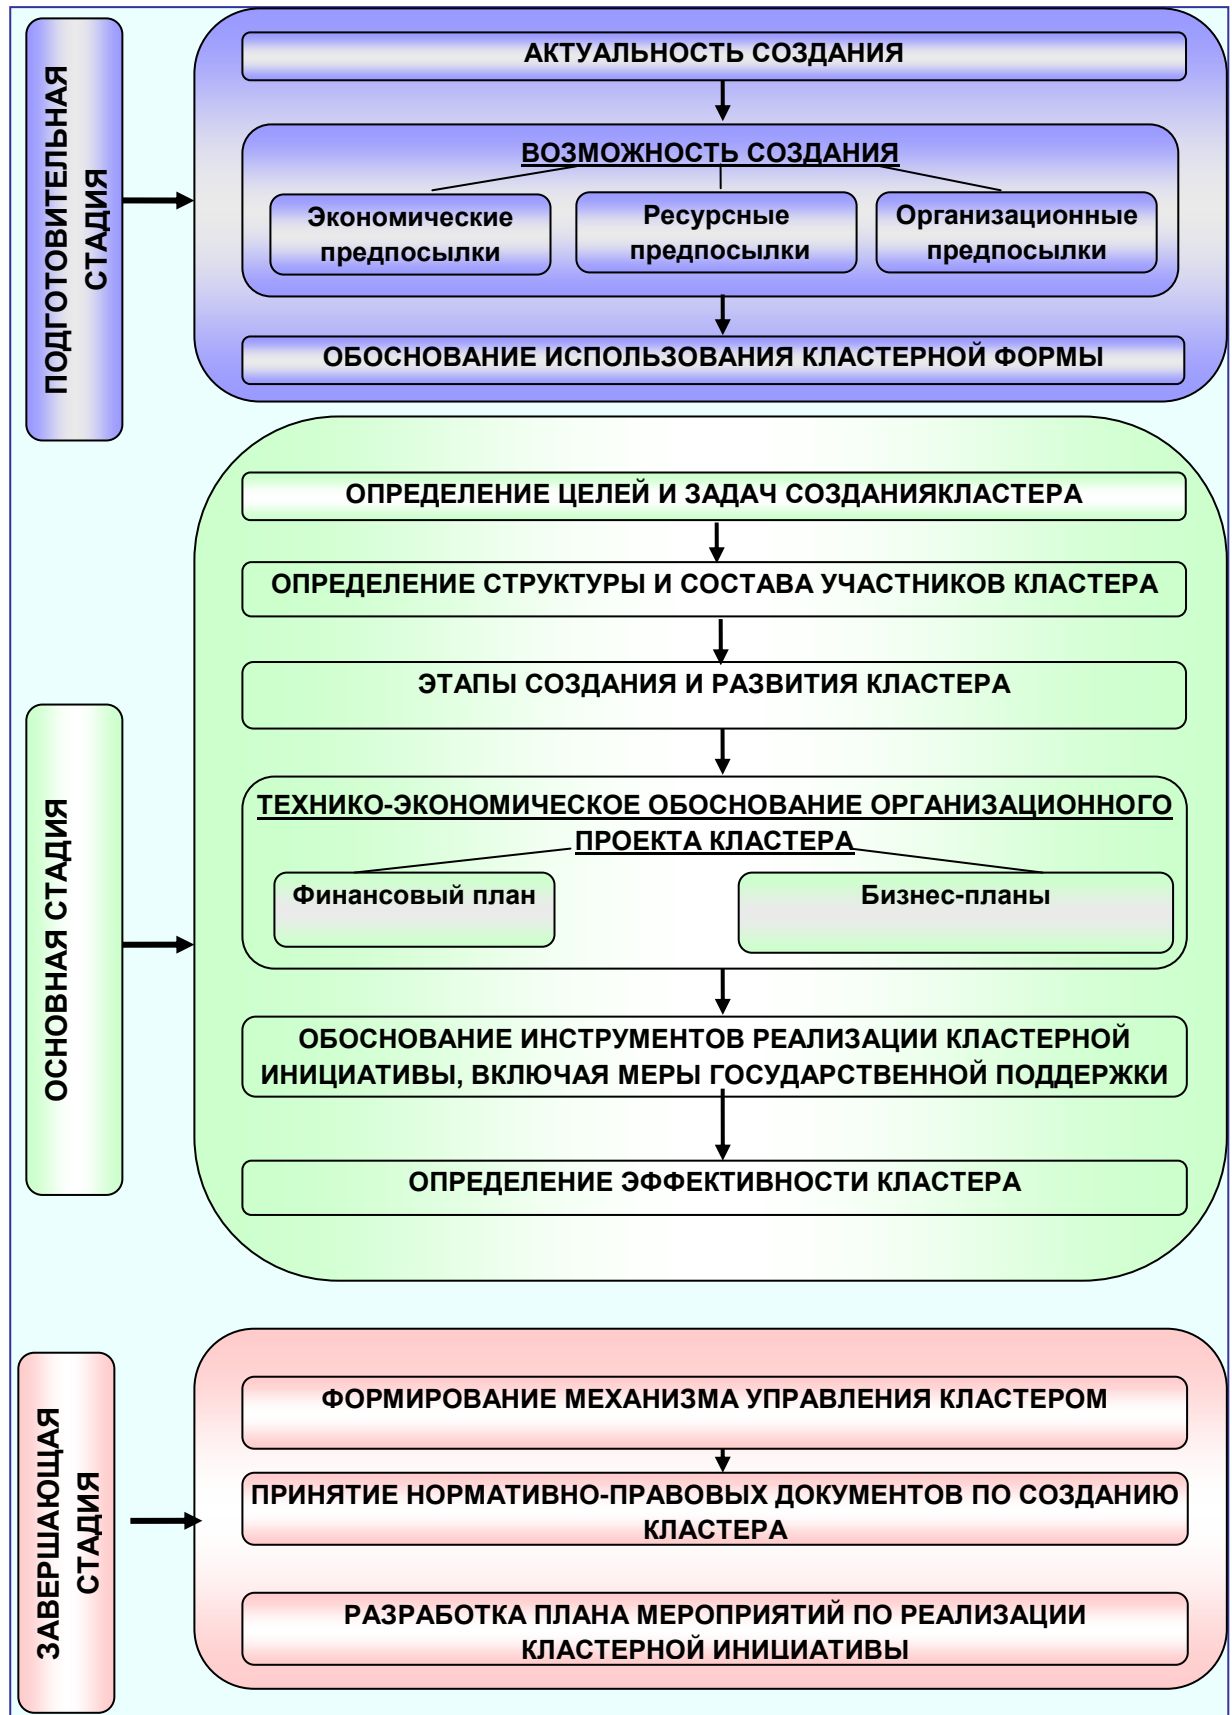 ПОДГОТОВИТЕЛЬНАЯ
СТАДИЯ
АКТУАЛЬНОСТЬ СОЗДАНИЯ
ВОЗМОЖНОСТЬ СОЗДАНИЯ
Экономические
предпосылки
Ресурсные
предпосылки
Организационные
предпосылки
ОБОСНОВАНИЕ ИСПОЛЬЗОВАНИЯ КЛАСТЕРНОЙ ФОРМЫ
ОСНОВНАЯ СТАДИЯ
ОПРЕДЕЛЕНИЕ ЦЕЛЕЙ И ЗАДАЧ СОЗДАНИЯКЛАСТЕРА
ОПРЕДЕЛЕНИЕ СТРУКТУРЫ И СОСТАВА УЧАСТНИКОВ КЛАСТЕРА
ЭТАПЫ СОЗДАНИЯ И РАЗВИТИЯ КЛАСТЕРА
ТЕХНИКО-ЭКОНОМИЧЕСКОЕ ОБОСНОВАНИЕ ОРГАНИЗАЦИОННОГО
ПРОЕКТА КЛАСТЕРА
Финансовый план
Бизнес-планы
ОБОСНОВАНИЕ ИНСТРУМЕНТОВ РЕАЛИЗАЦИИ КЛАСТЕРНОЙ
ИНИЦИАТИВЫ, ВКЛЮЧАЯ МЕРЫ ГОСУДАРСТВЕННОЙ ПОДДЕРЖКИ
ОПРЕДЕЛЕНИЕ ЭФФЕКТИВНОСТИ КЛАСТЕРА
ЗАВЕРШАЮЩАЯ
СТАДИЯ
ФОРМИРОВАНИЕ МЕХАНИЗМА УПРАВЛЕНИЯ КЛАСТЕРОМ
ПРИНЯТИЕ НОРМАТИВНО-ПРАВОВЫХ ДОКУМЕНТОВ ПО СОЗДАНИЮ
КЛАСТЕРА
РАЗРАБОТКА ПЛАНА МЕРОПРИЯТИЙ ПО РЕАЛИЗАЦИИ
КЛАСТЕРНОЙ ИНИЦИАТИВЫ